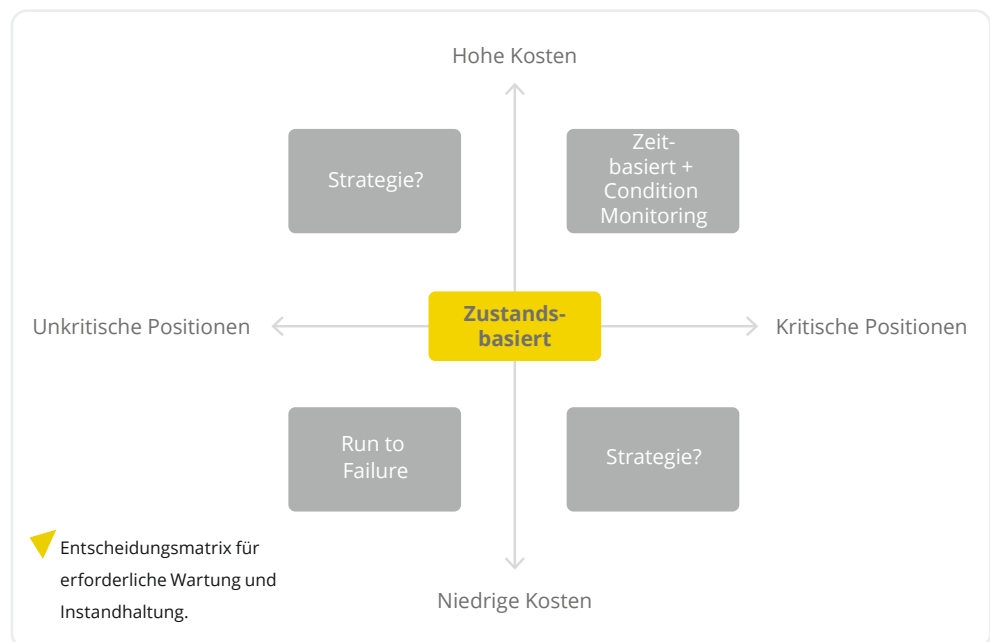 Hohe Kosten
Strategie?
Zeit-
basiert +
Condition
Monitoring
Unkritische Positionen
Zustands-
basiert
Kritische Positionen
Run to
Failure
Strategie?
Entscheidungsmatrix für
erforderliche Wartung und
Instandhaltung.
Niedrige Kosten